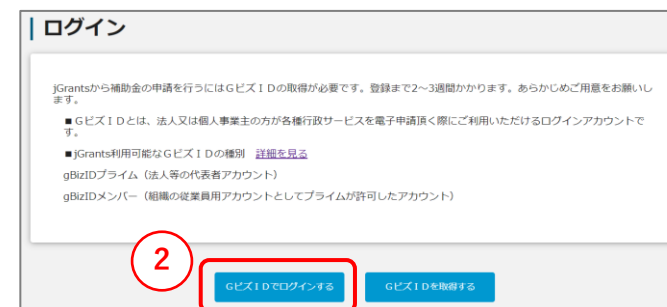 ログイン
jGrantsから補助金の申請を行うにはGビズIDの取得が必要です。登録まで2～3週間かかります。あらかじめご用意をお願いし
ます。
■GビズIDとは、法人又は個人事業主の方が各種行政サービスを電子申請頂く際にご利用いただけるログインアカウントで
す。
■jGrants利用可能なGビズIDの種別 詳細を見る
gBizIDプライム（法人等の代表者アカウント）
gBizIDメンバー（組織の従業員用アカウントとしてプライムが許可したアカウント）
2
GビズIDでログインする GビズIDを取得する